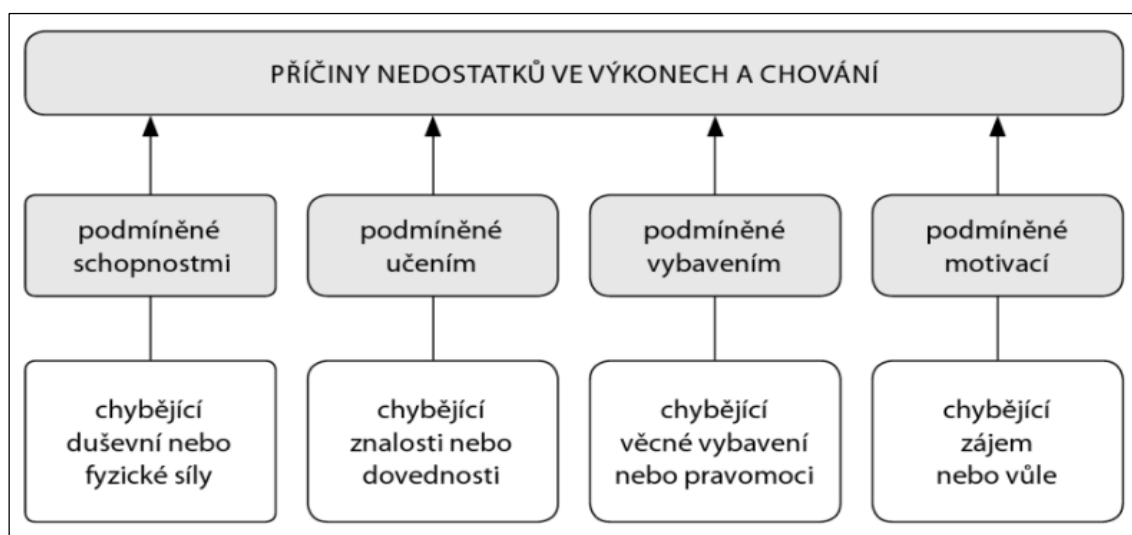 PŘÍČINY NEDOSTATKŮ VE VÝKONECH A CHOVÁNÍ
podmíněné
schopnostmi
podmíněné
učením
podmíněné
vybavením
podmíněné
motivací
chybějící
duševní nebo
fyzické síly
chybějící
znalosti nebo
dovednosti
chybějící
věcné vybavení
nebo pravomoci
chybějící
zájem
nebo vůle